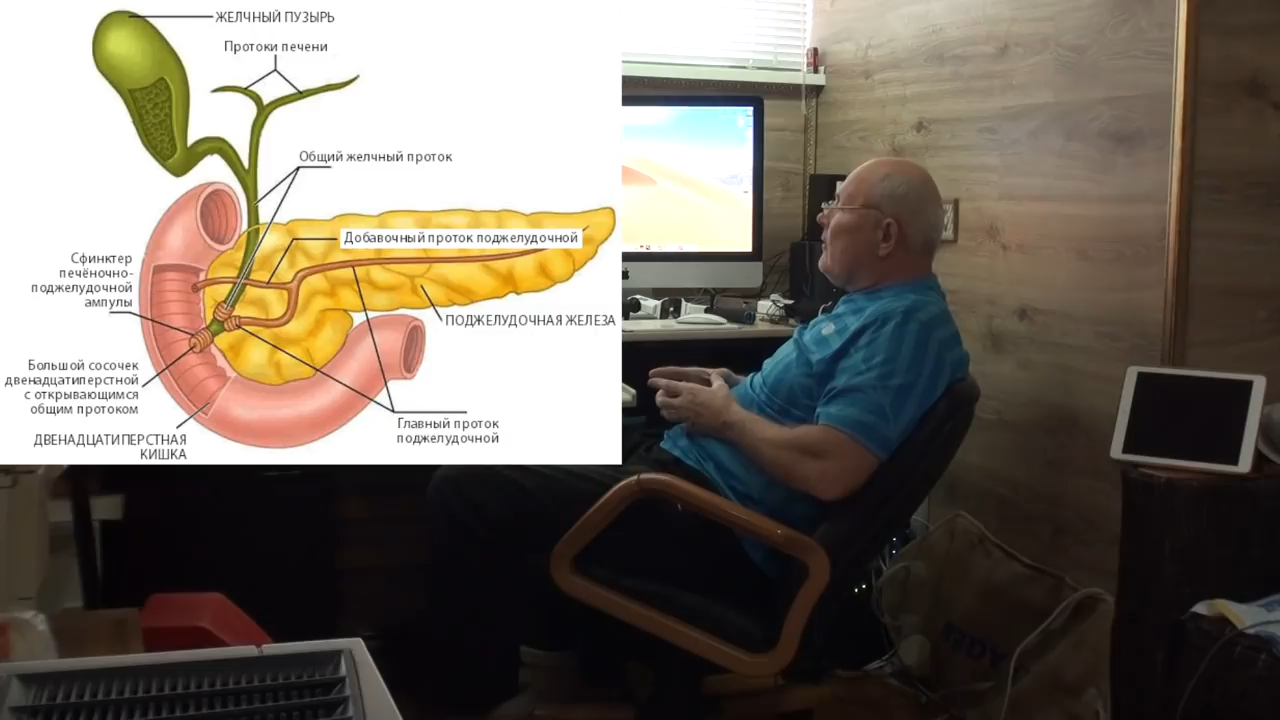 ЖЕЛЧНЫЙ ПУЗЫРЬ
Протоки печени
Общий желчный проток
Добавочный проток поджелудочной
Сфинктер
печёночно-
поджелудочной
ампулы
ПОДЖЕЛУДОЧНАЯ ЖЕЛЕЗА
Большой сосочек
двенадцатиперстной
с открывающимся
общим протоком
Главный проток
поджелудочной
ДВЕНАДЦАТИПЕРСТНАЯ
КИШКА